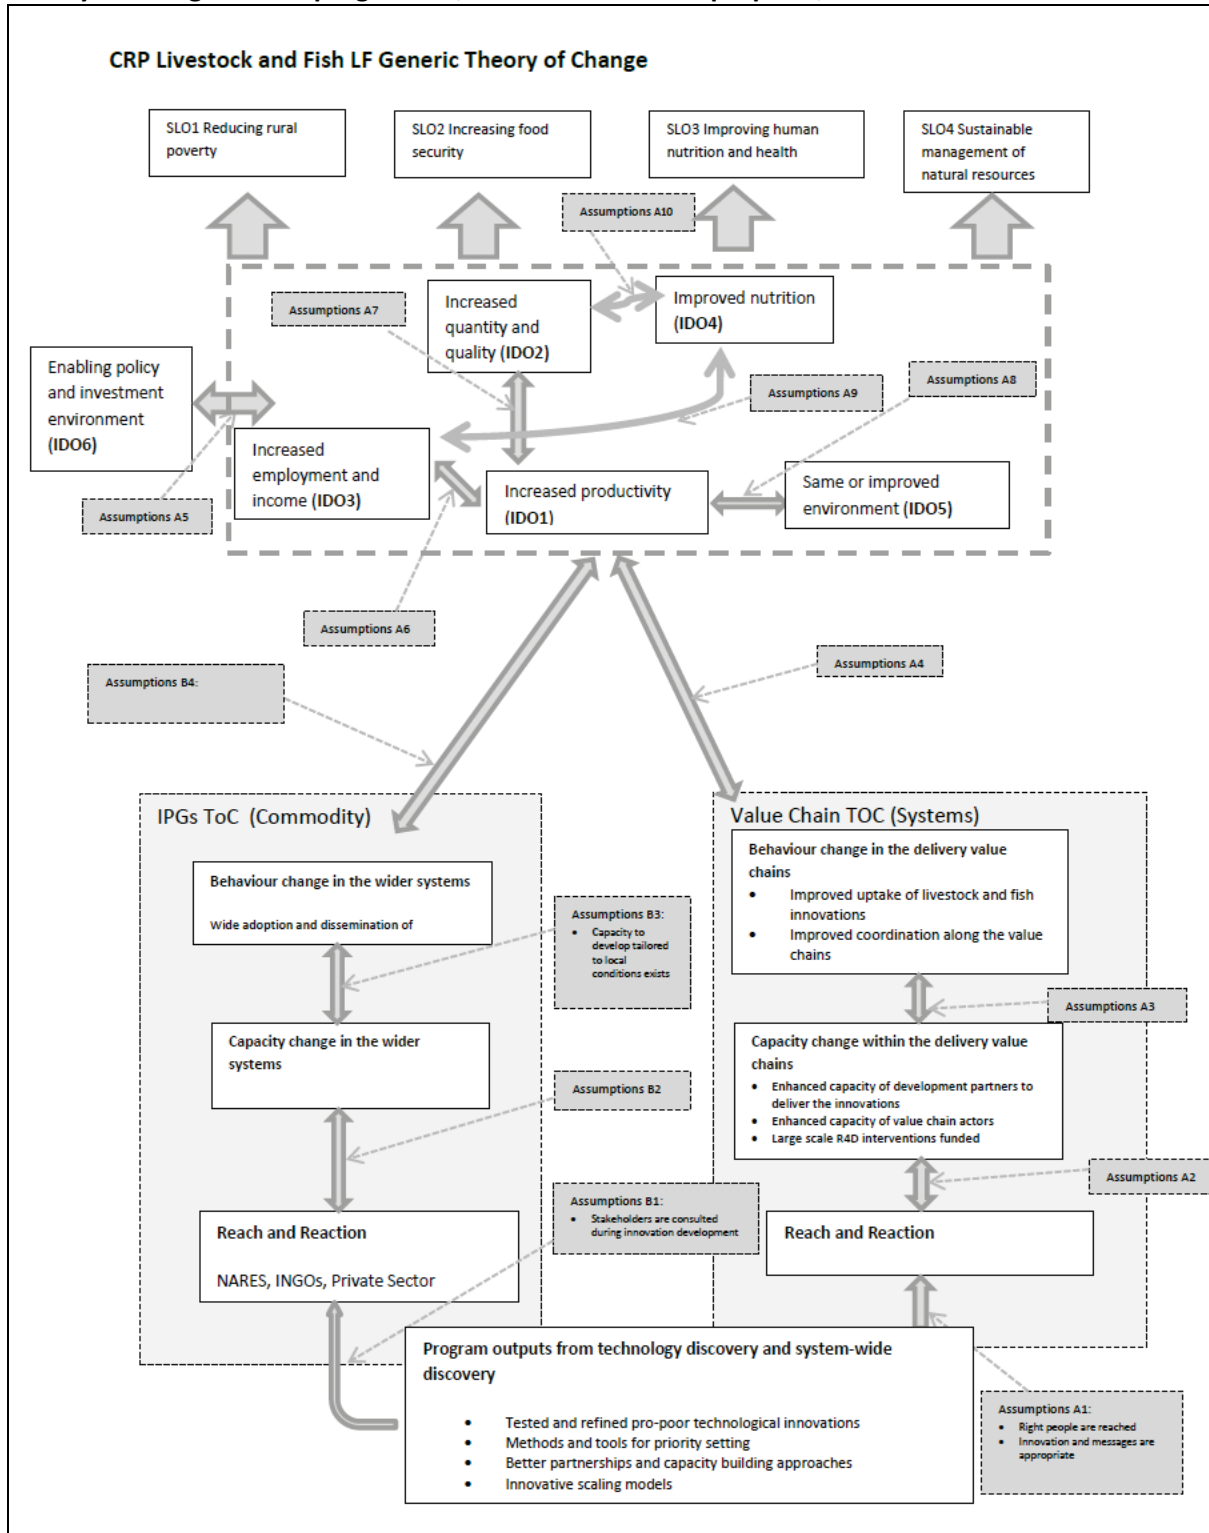 CRP Livestock and Fish LF Generic Theory of Change
SLO1 Reducing rural
poverty
SLO2 Increasing food
security
SLO3 Improving human
nutrition and health
SLO4 Sustainable
management of
natural resources
Assumptions A10
Assumptions A7
Increased
quantity and
quality (IDO2)
Improved nutrition
(IDO4)
Enabling policy
and investment
environment
(IDO6)
Assumptions A9
Assumptions A8
Increased
employment and
income (IDO3)
Increased productivity
(IDO1)
Same or improved
environment (IDO5)
Assumptions A5
Assumptions A6
Assumptions A4
Assumptions B4:
IPGs ToC (Commodity)
Behaviour change in the wider systems
Wide adoption and dissemination of
Assumptions B3:
• Capacity to
develop tailored
to local
conditions exists
Capacity change in the wider
systems
Assumptions B2
Assumptions B1:
• Stakeholders are consulted
during innovation development
Reach and Reaction
NARES, INGOs, Private Sector
Value Chain TOC (Systems)
Behaviour change in the delivery value
chains
• Improved uptake of livestock and fish
innovations
• Improved coordination along the value
chains
Assumptions A3
Capacity change within the delivery value
chains
• Enhanced capacity of development partners to
deliver the innovations
• Enhanced capacity of value chain actors
• Large scale R4D interventions funded
Assumptions A2
Reach and Reaction
Program outputs from technology discovery and system-wide
discovery
• Tested and refined pro-poor technological innovations
• Methods and tools for priority setting
• Better partnerships and capacity building approaches
• Innovative scaling models
Assumptions A1:
• Right people are reached
• Innovation and messages are
appropriate